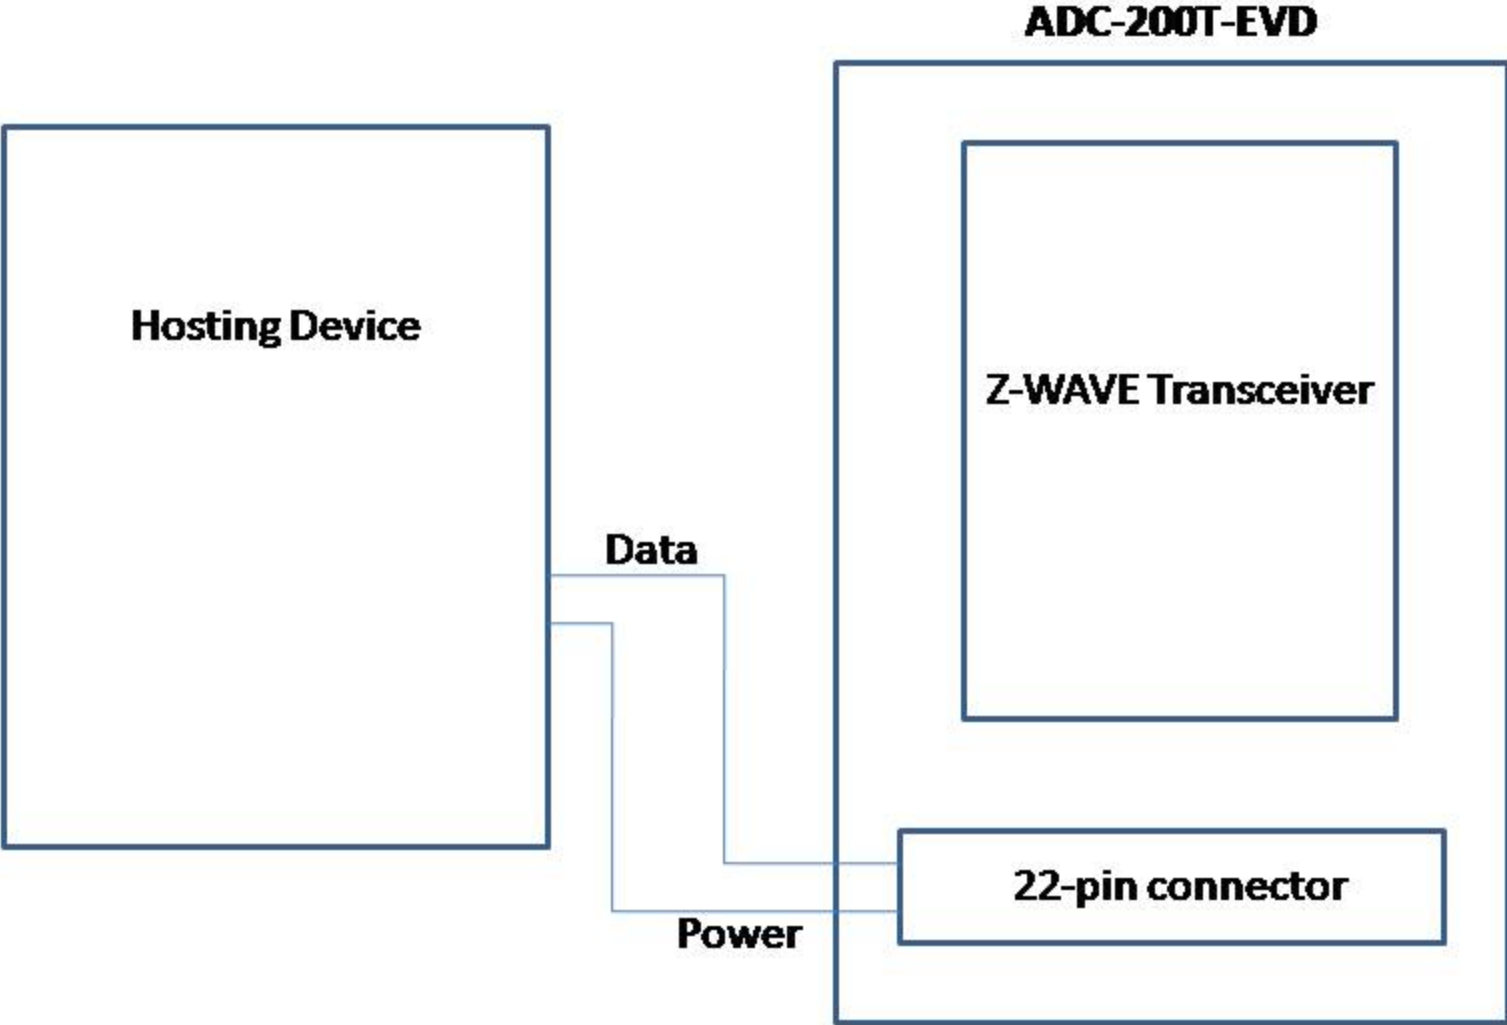 ADC-200T-EVD
Hosting Device
Z-WAVE Transceiver
Data
22-pin connector
Power